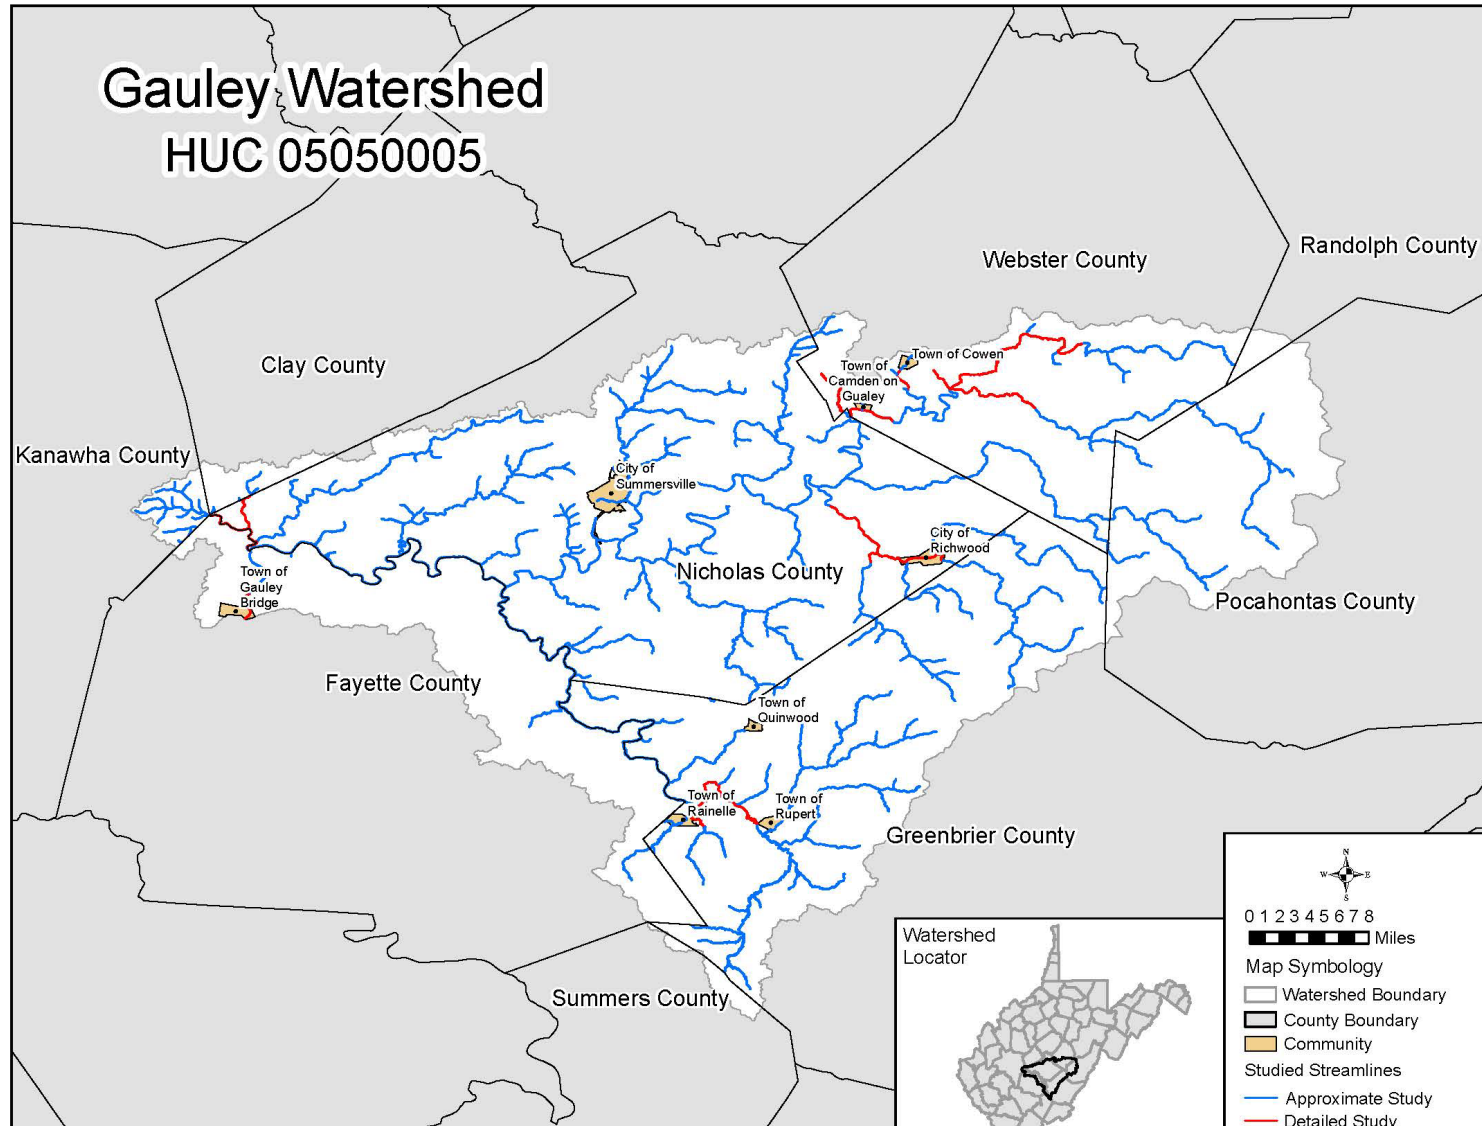 Gauley Watershed
HUC 05050005
Webster County
Randolph County
Clay County
Town of Cowen
Town of
Camden on
Gualey
Kanawha County
City of
Summersville
City of
Richwood
Nicholas County
Town of
Gauley
Bridge
Pocahontas County
Fayette County
Town of
Quinwood
Town of
Rainelle
Town of
Rupert
Greenbrier County
Summers County
Watershed
Locator
N
W
E
S
0 1 2 3 4 5 6 7 8
Miles
Map Symbology
Watershed Boundary
County Boundary
Community
Studied Streamlines
Approximate Study
Detailed Study